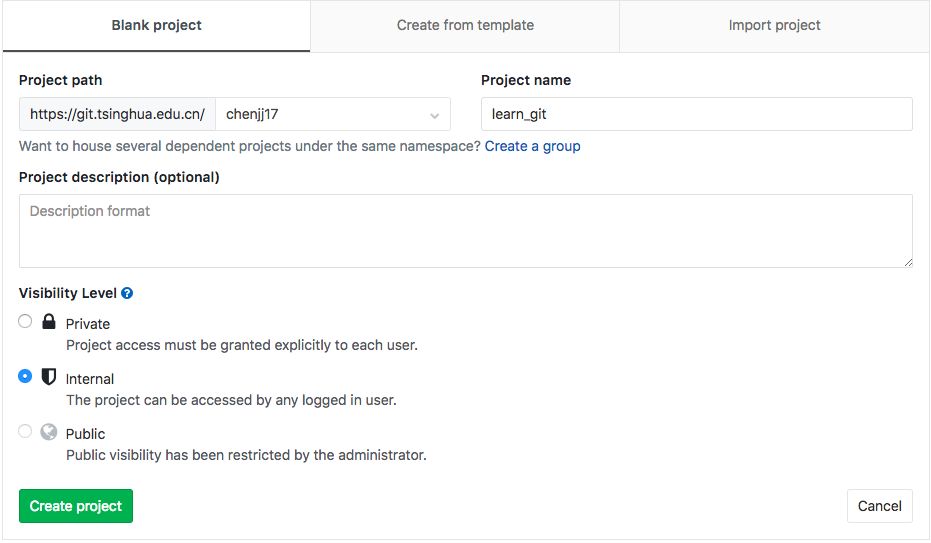 Blank project
Create from template
Import project
Project path
Project name
https://git.tsinghua.edu.cn/
chenjj17
learn_git
Want to house several dependent projects under the same namespace? Create a group
Project description (optional)
Description format
Visibility Level ?
Private
Project access must be granted explicitly to each user.
Internal
The project can be accessed by any logged in user.
Public
Public visibility has been restricted by the administrator.
Create project
Cancel